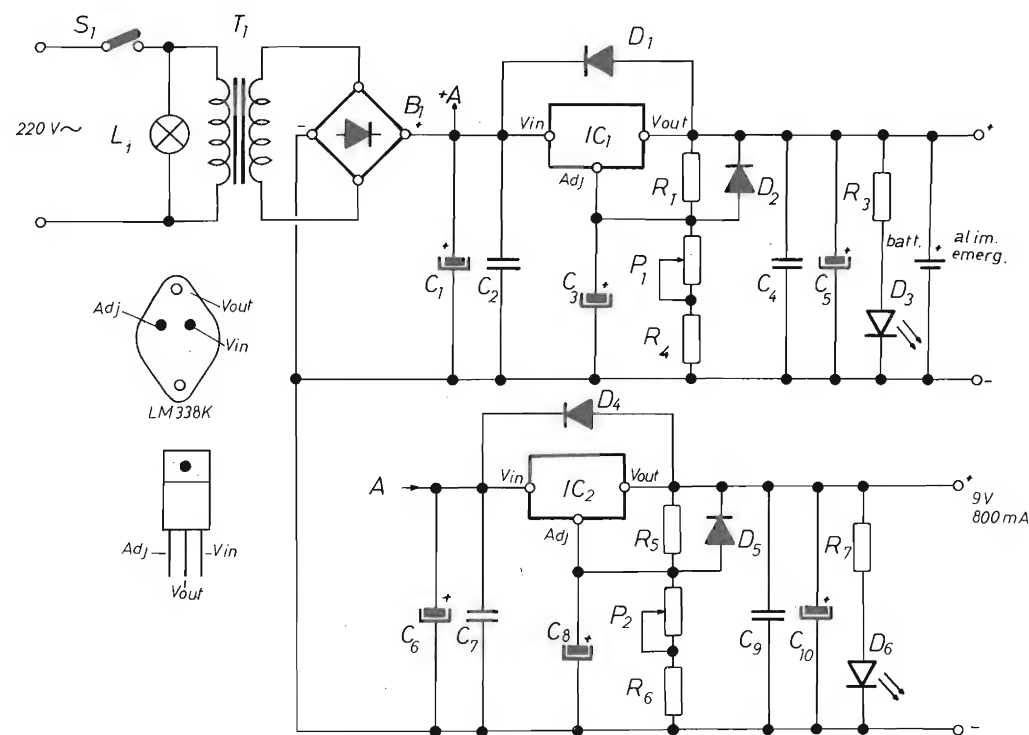 S1
T1
D1
+A
B1
220 V~
L1
-
+
Vin
IC1
Vout
Adj
+
R1
D2
R3
batt.
+
alim.
emerg.
P1
+
C1
C2
C3
+
C4
+
C5
D3
R4
-
Adj
Vout
Vin
LM338K
D4
A
Vin
IC2
Vout
Adj
+
9V
800mA
R5
D5
R7
Adj
Vin
Vout
+
C6
C7
C8
+
P2
C9
+
C10
D6
R6
-